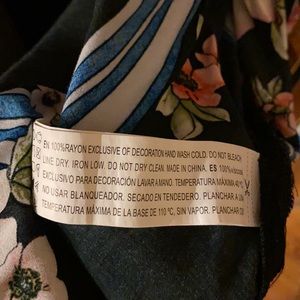 EN 100%RAYON EXCLUSIVE OF DECORATION HAND WASH COLD. DO NOT BLEACH
LINE DRY. IRON LOW. DO NOT DRY CLEAN. MADE IN CHINA. ES 100%
EXCLUSIVO PARA DECORACIÓN LAVAR A MANO. TEMPERATURA MÁXIMA 40°C
NO USAR BLANQUEADOR. SECADO EN TENDEDERO. PLANCHAR A
TEMPERATURA MÁXIMA DE LA BASE DE 110 °C, SIN VAPOR. PLANCHAR